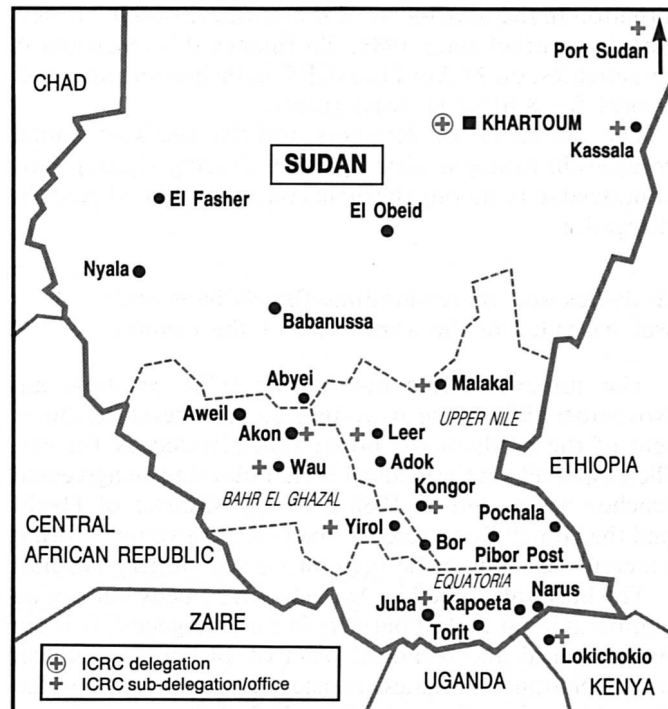 Port Sudan
CHAD
KHARTOUM
Kassala
SUDAN
El Fasher
El Obeid
Nyala
Babanussa
Abyei
Malakal
Aweil
UPPER NILE
Akon
Leer
ETHIOPIA
Wau
Adok
BAHR EL GHAZAL
Kongor
Pochala
CENTRAL
AFRICAN REPUBLIC
Yirol
Bor
Pibor Post
EQUATORIA
Juba
Kapoeta
Narus
ZAIRE
Torit
Lokichokio
ICRC delegation
ICRC sub-delegation/office
UGANDA
KENYA